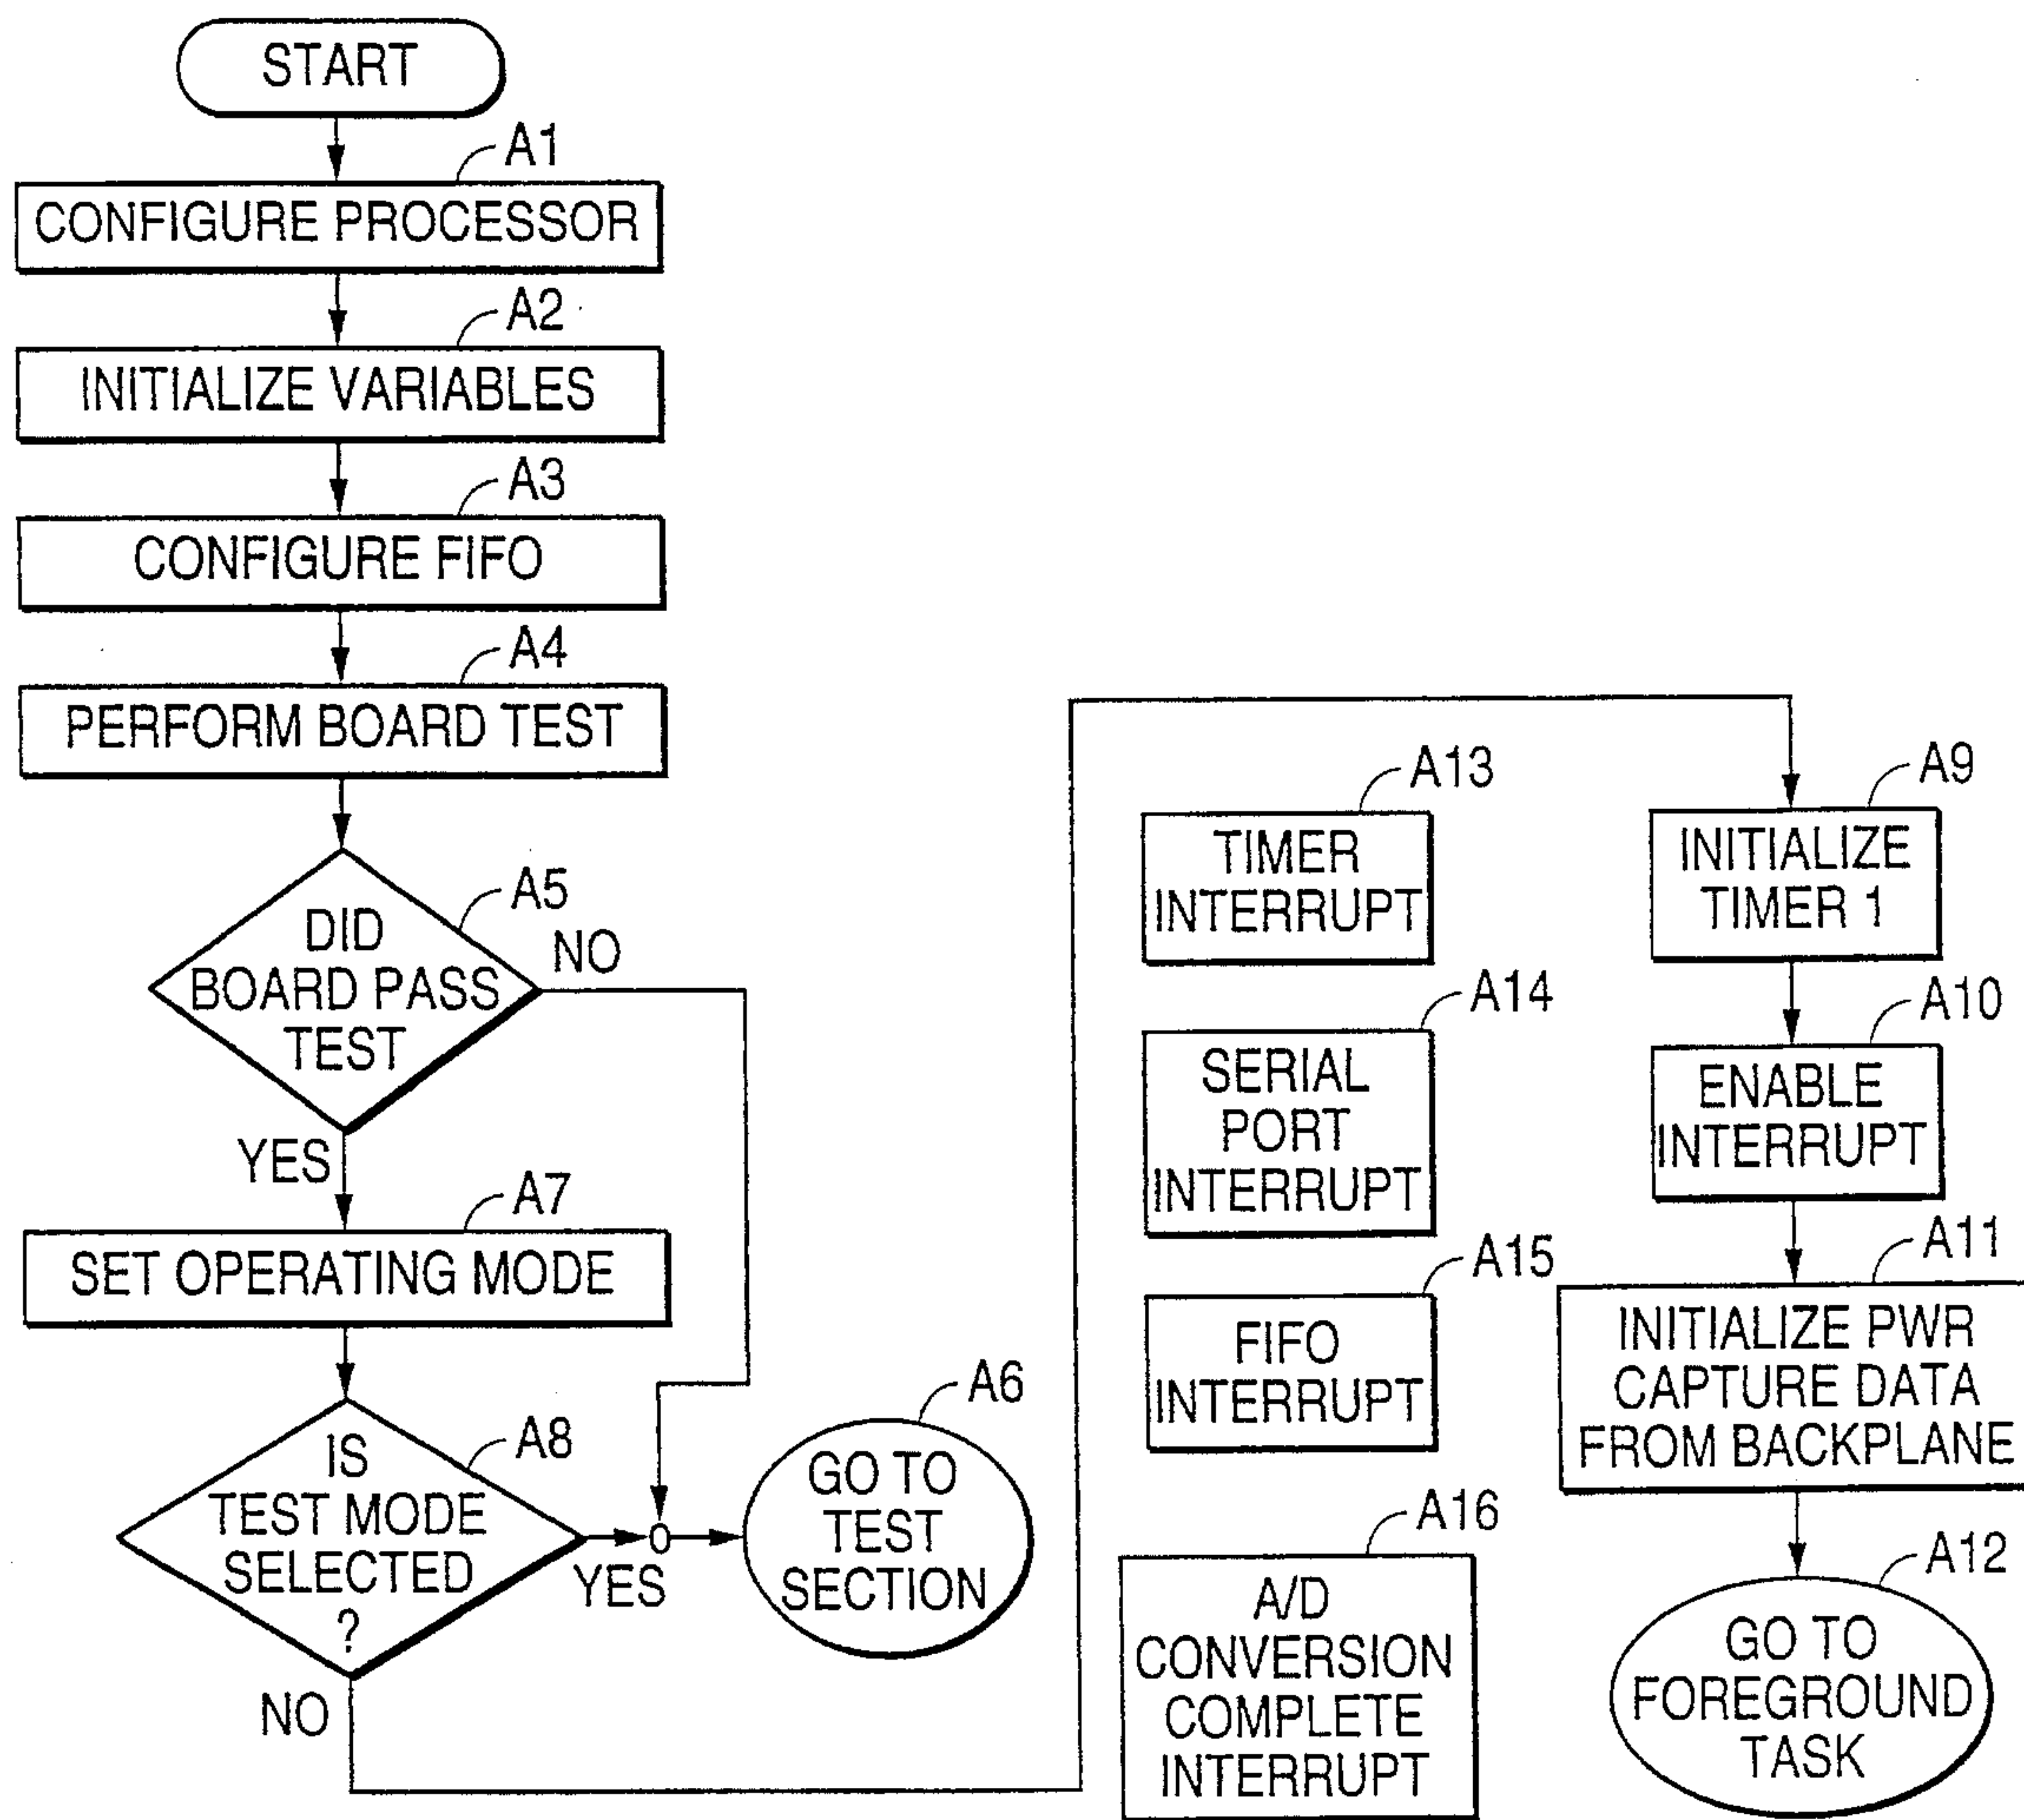 START
A1
CONFIGURE PROCESSOR
A2
INITIALIZE VARIABLES
A3
CONFIGURE FIFO
A4
PERFORM BOARD TEST
A5
DID
BOARD PASS
TEST
NO
YES
A7
SET OPERATING MODE
A8
IS
TEST MODE
SELECTED
?
YES
NO
A6
GO TO
TEST
SECTION
A13
TIMER
INTERRUPT
A14
SERIAL
PORT
INTERRUPT
A15
FIFO
INTERRUPT
A16
A/D
CONVERSION
COMPLETE
INTERRUPT
A9
INITIALIZE
TIMER 1
A10
ENABLE
INTERRUPT
A11
INITIALIZE PWR
CAPTURE DATA
FROM BACKPLANE
A12
GO TO
FOREGROUND
TASK